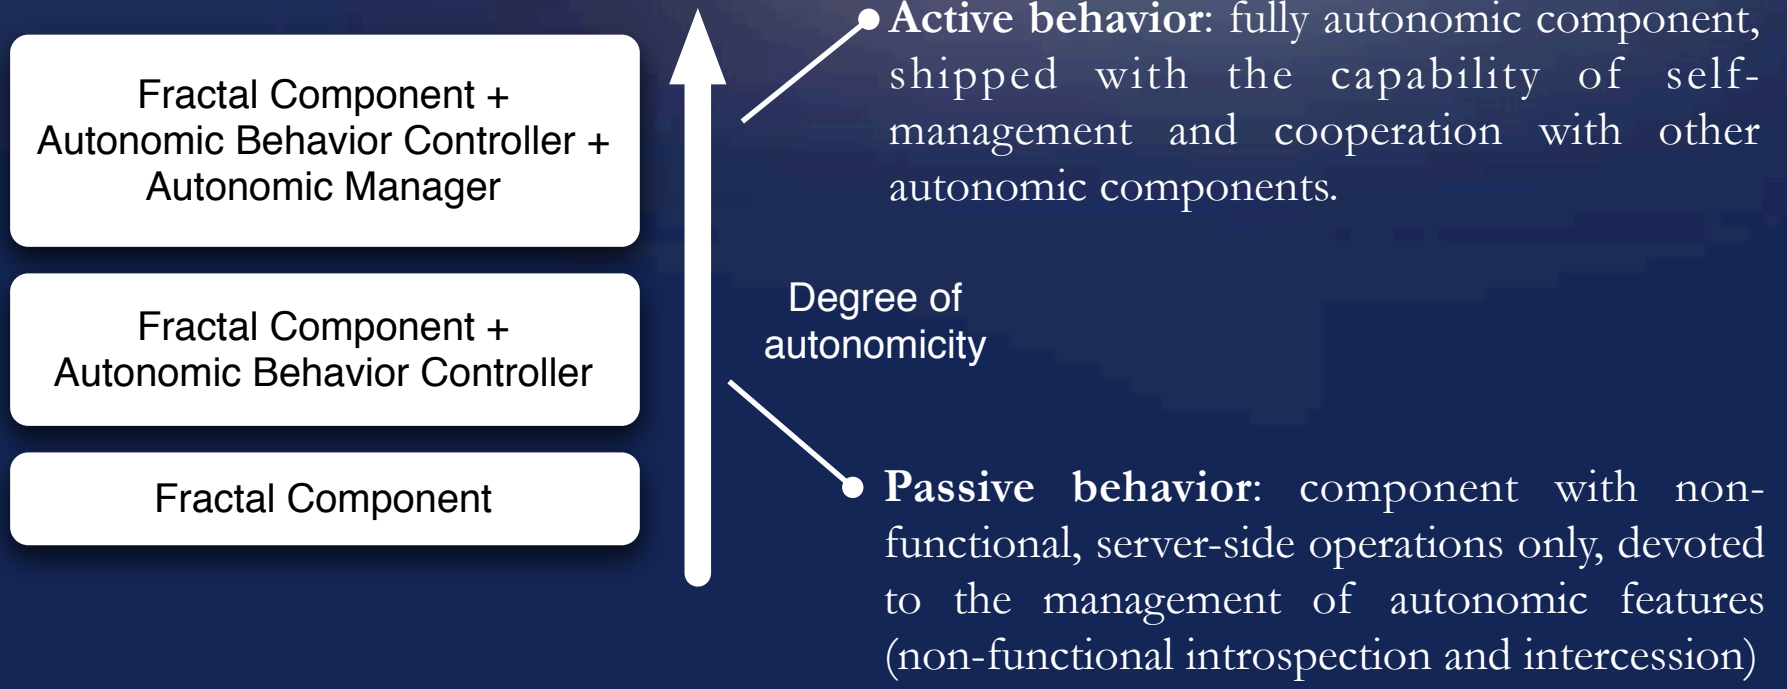 Fractal Component +
Autonomic Behavior Controller +
Autonomic Manager
Fractal Component +
Autonomic Behavior Controller
Fractal Component
Degree of
autonomicity
Active behavior: fully autonomic component,
shipped with the capability of self-
management and cooperation with other
autonomic components.
Passive behavior: component with non-
functional, server-side operations only, devoted
to the management of autonomic features
(non-functional introspection and intercession)